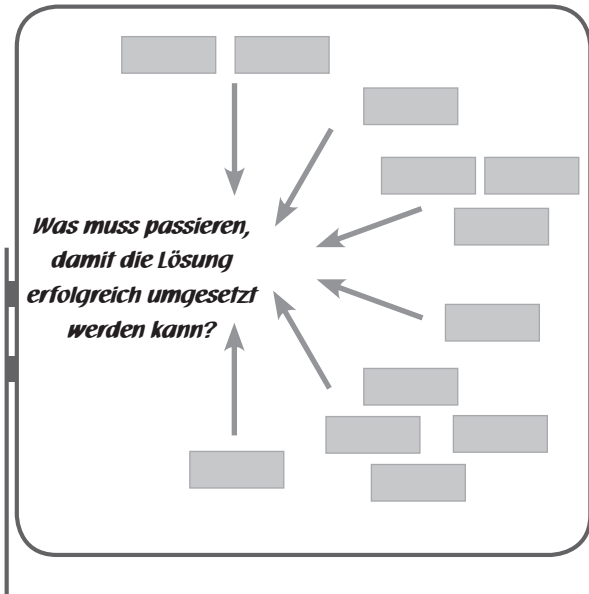 Was muss passieren,
damit die Lösung
erfolgreich umgesetzt
werden kann?